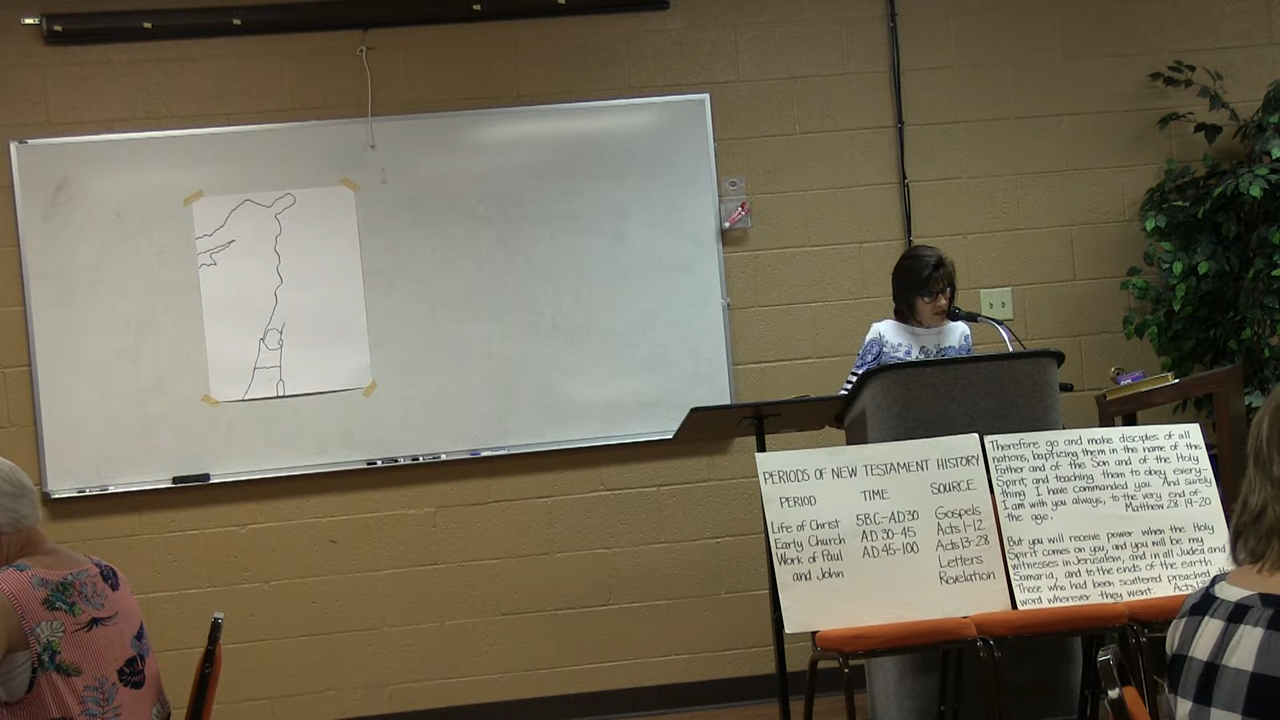 PERIODS OF NEW TESTAMENT HISTORY
PERIOD TIME SOURCE
Life of Christ 5BC-AD30 Gospels
Early Church AD 30-45 Acts 1-12
Work of Paul AD 45-100 Acts 13-28
and John Letters
Revelation
Therefore go and make disciples of all
nations, baptizing them in the name of the
Father and of the Son and of the Holy
Spirit, and teaching them to obey every-
thing I have commanded you. And surely
I am with you always, to the very end of
the age. Matthew 28:19-20
But you will receive power when the Holy
Spirit comes on you, and you will be my
witnesses in Jerusalem, and in all Judea and
Samaria, and to the ends of the earth.
Those who had been scattered preached the
word wherever they went. Acts